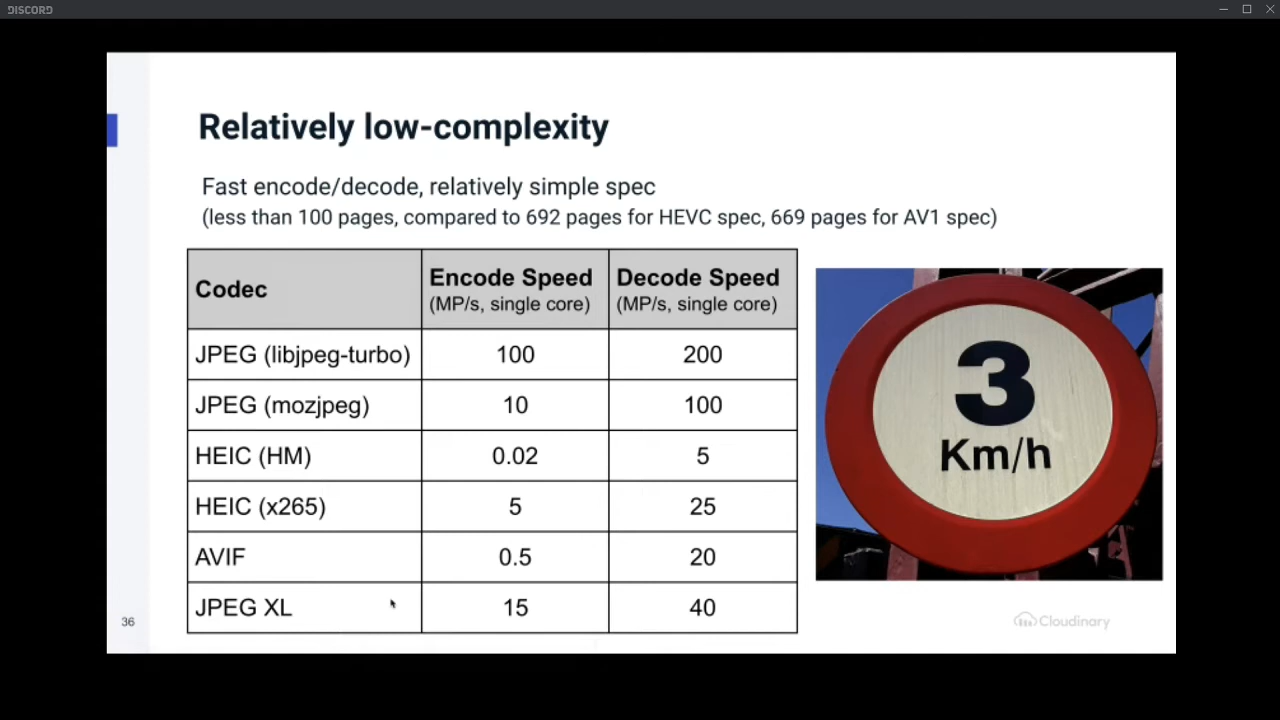 DISCORD
Relatively low-complexity
Fast encode/decode, relatively simple spec
(less than 100 pages, compared to 692 pages for HEVC spec, 669 pages for AV1 spec)
Codec Encode Speed Decode Speed
(MP/s, single core) (MP/s, single core)
JPEG (libjpeg-turbo) 100 200
JPEG (mozjpeg) 10 100
HEIC (HM) 0.02 5
HEIC (x265) 5 25
AVIF 0.5 20
JPEG XL 15 40
3
Km/h
36
Cloudinary